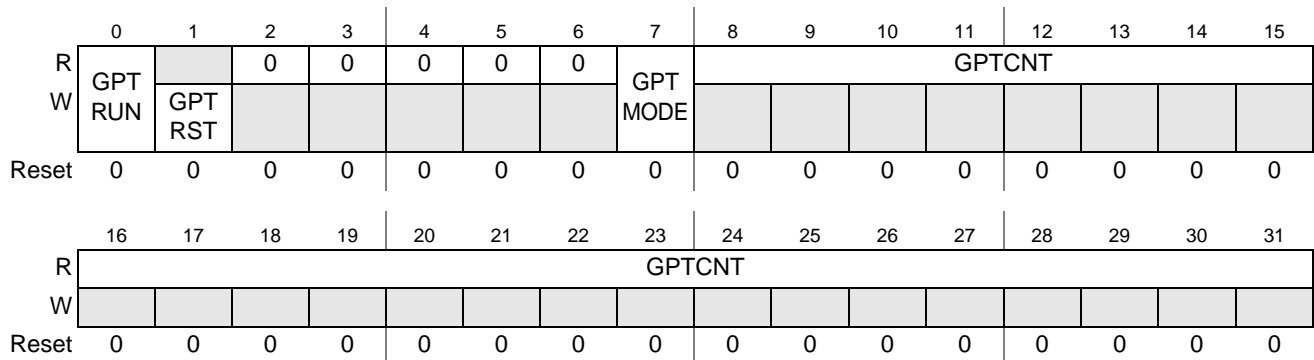 0 1 2 3 4 5 6 7 8 9 10 11 12 13 14 15
R GPT RUN 0 0 0 0 0 GPT MODE GPTCNT
W GPT RST
Reset 0 0 0 0 0 0 0 0 0 0 0 0 0 0 0 0
16 17 18 19 20 21 22 23 24 25 26 27 28 29 30 31
R GPTCNT
W
Reset 0 0 0 0 0 0 0 0 0 0 0 0 0 0 0 0